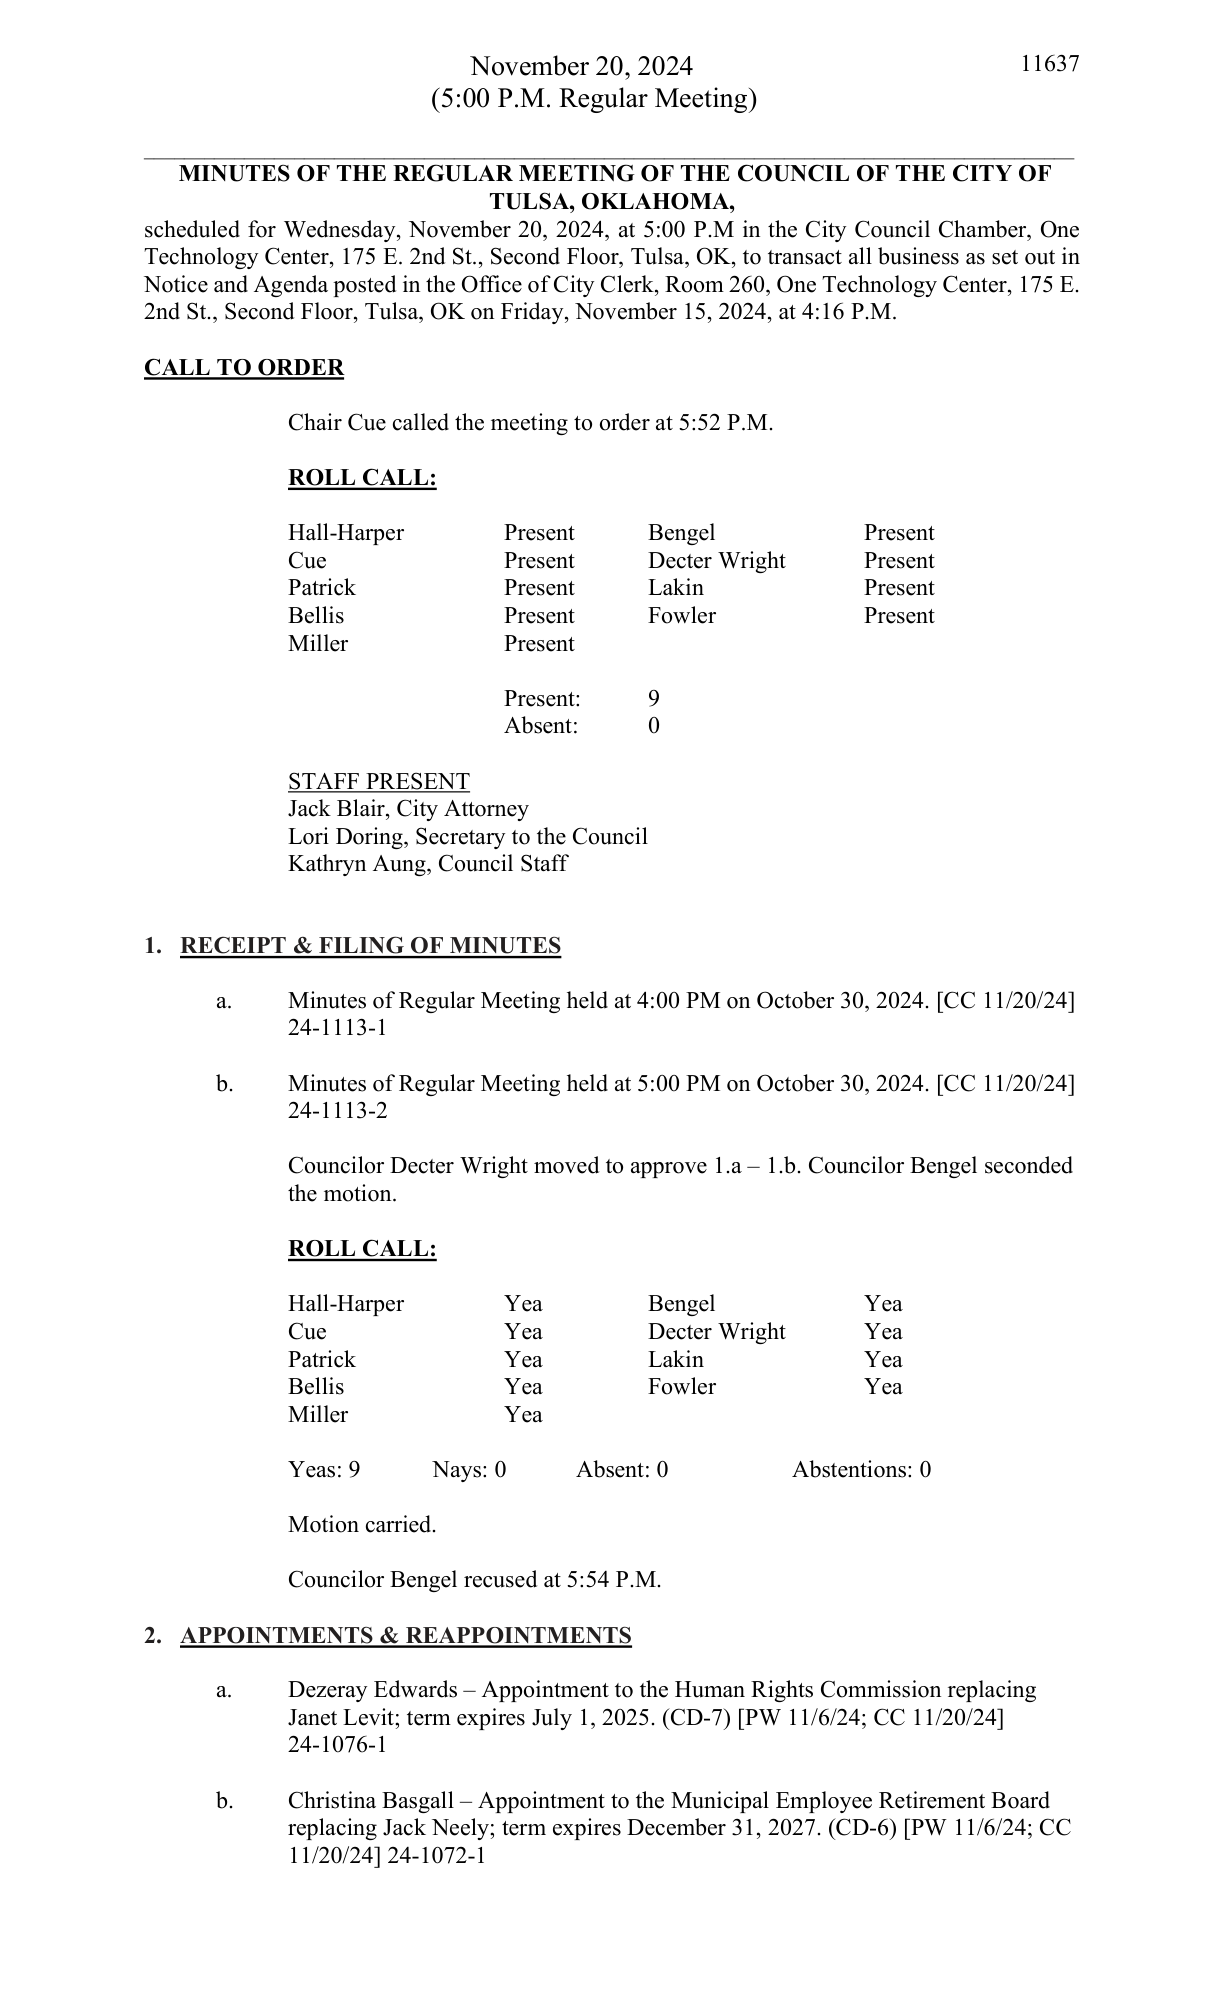 November 20, 2024 11637
(5:00 P.M. Regular Meeting)
MINUTES OF THE REGULAR MEETING OF THE COUNCIL OF THE CITY OF
TULSA, OKLAHOMA,
scheduled for Wednesday, November 20, 2024, at 5:00 P.M in the City Council Chamber, One
Technology Center, 175 E. 2nd St., Second Floor, Tulsa, OK, to transact all business as set out in
Notice and Agenda posted in the Office of City Clerk, Room 260, One Technology Center, 175 E.
2nd St., Second Floor, Tulsa, OK on Friday, November 15, 2024, at 4:16 P.M.
CALL TO ORDER
Chair Cue called the meeting to order at 5:52 P.M.
ROLL CALL:
Hall-Harper Present Bengel Present
Cue Present Decter Wright Present
Patrick Present Lakin Present
Bellis Present Fowler Present
Miller Present
Present: 9
Absent: 0
STAFF PRESENT
Jack Blair, City Attorney
Lori Doring, Secretary to the Council
Kathryn Aung, Council Staff
1. RECEIPT & FILING OF MINUTES
a. Minutes of Regular Meeting held at 4:00 PM on October 30, 2024. [CC 11/20/24]
24-1113-1
b. Minutes of Regular Meeting held at 5:00 PM on October 30, 2024. [CC 11/20/24]
24-1113-2
Councilor Decter Wright moved to approve 1.a – 1.b. Councilor Bengel seconded
the motion.
ROLL CALL:
Hall-Harper Yea Bengel Yea
Cue Yea Decter Wright Yea
Patrick Yea Lakin Yea
Bellis Yea Fowler Yea
Miller Yea
Yeas: 9 Nays: 0 Absent: 0 Abstentions: 0
Motion carried.
Councilor Bengel recused at 5:54 P.M.
2. APPOINTMENTS & REAPPOINTMENTS
a. Dezeray Edwards – Appointment to the Human Rights Commission replacing
Janet Levit; term expires July 1, 2025. (CD-7) [PW 11/6/24; CC 11/20/24]
24-1076-1
b. Christina Basgall – Appointment to the Municipal Employee Retirement Board
replacing Jack Neely; term expires December 31, 2027. (CD-6) [PW 11/6/24; CC
11/20/24] 24-1072-1